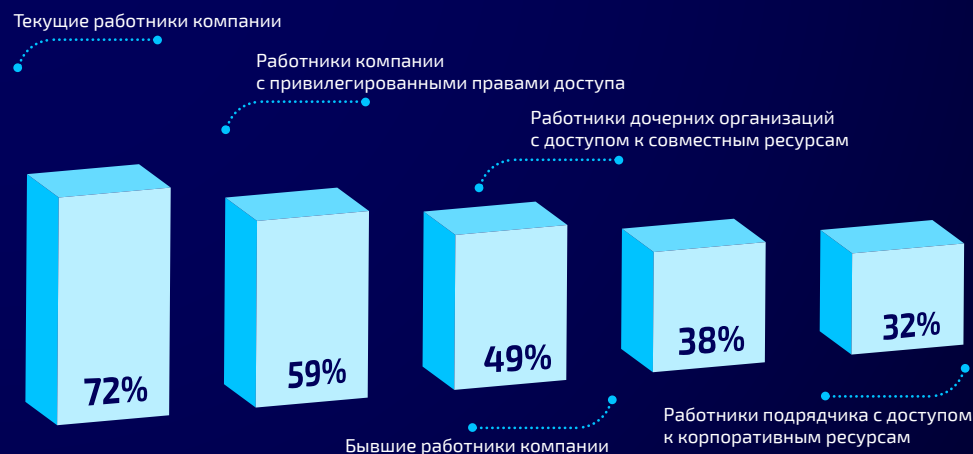 Текущие работники компании
Работники компании
с привилегированными правами доступа
Работники дочерних организаций
с доступом к совместным ресурсам
72%
59%
49%
38%
32%
Бывшие работники компании
Работники подрядчика с доступом
к корпоративным ресурсам